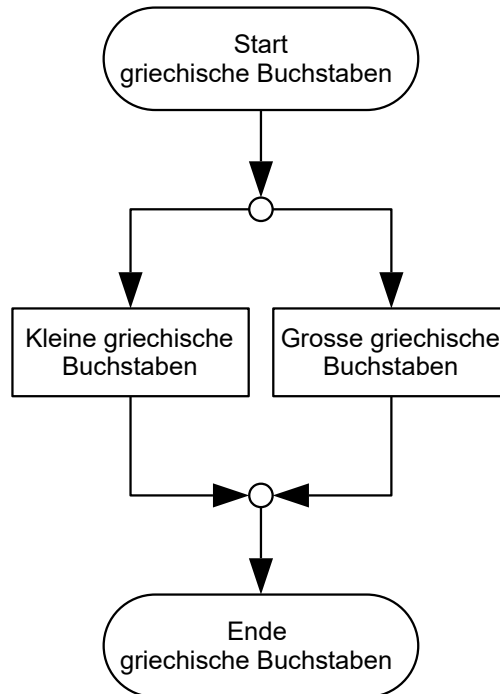 Start
griechische Buchstaben
Kleine griechische
Buchstaben
Grosse griechische
Buchstaben
Ende
griechische Buchstaben